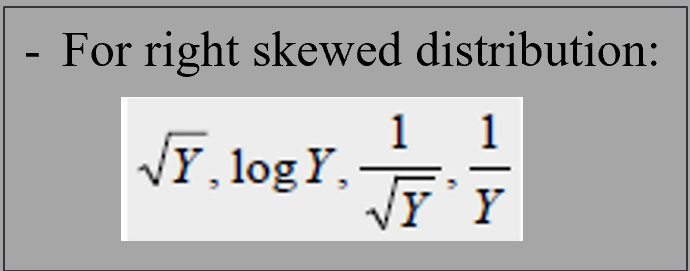 - For right skewed distribution:
√Y, log Y, 1/√Y, 1/Y